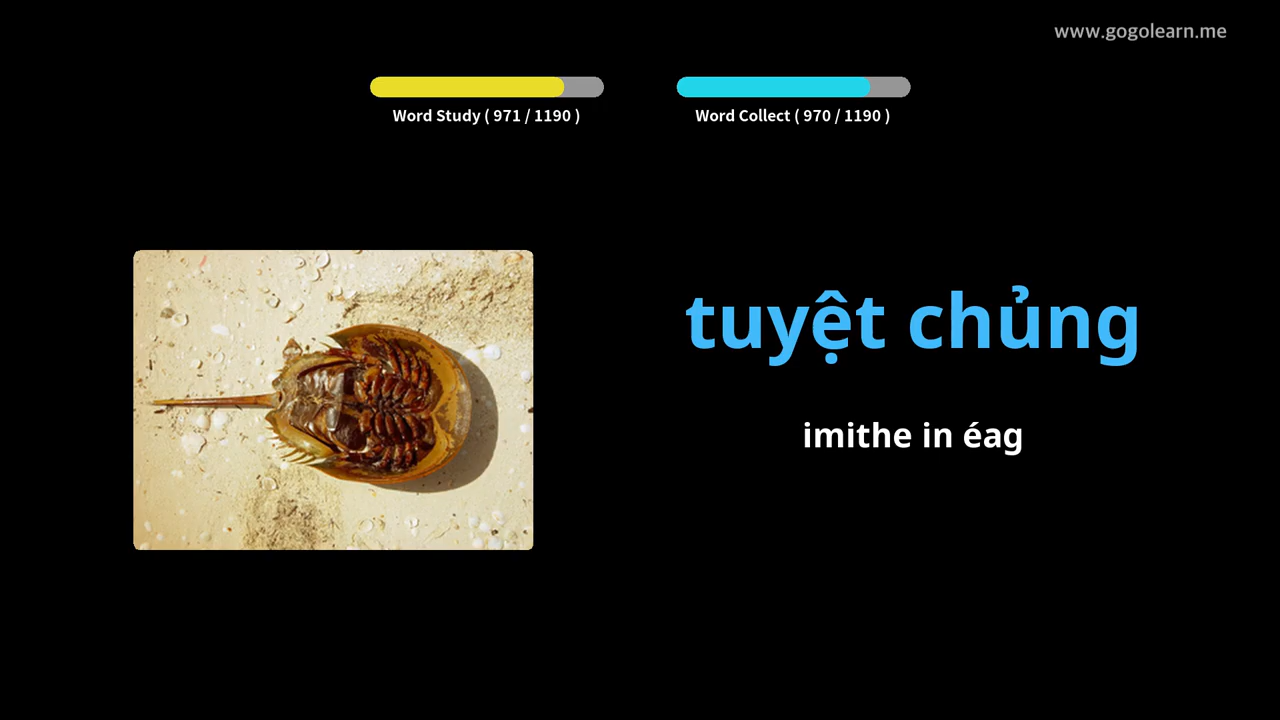 www.gogolearn.me
Word Study ( 971 / 1190 )
Word Collect ( 970 / 1190 )
tuyệt chủng
imithe in éag